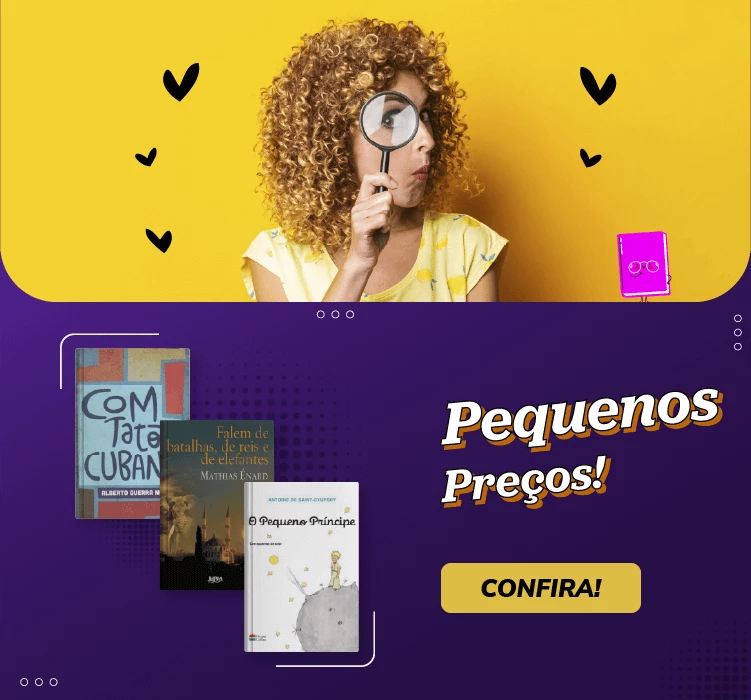 COM
Tato
CUBAN
ALBERTO GUERRA N
Falem de
batalhas, de reis e
de elefantes
MATHIAS ÉNARD
L&PM
ANTOINE DE SAINT-EXUPÉRY
O Pequeno Príncipe
Pequenos
Preços!
CONFIRA!